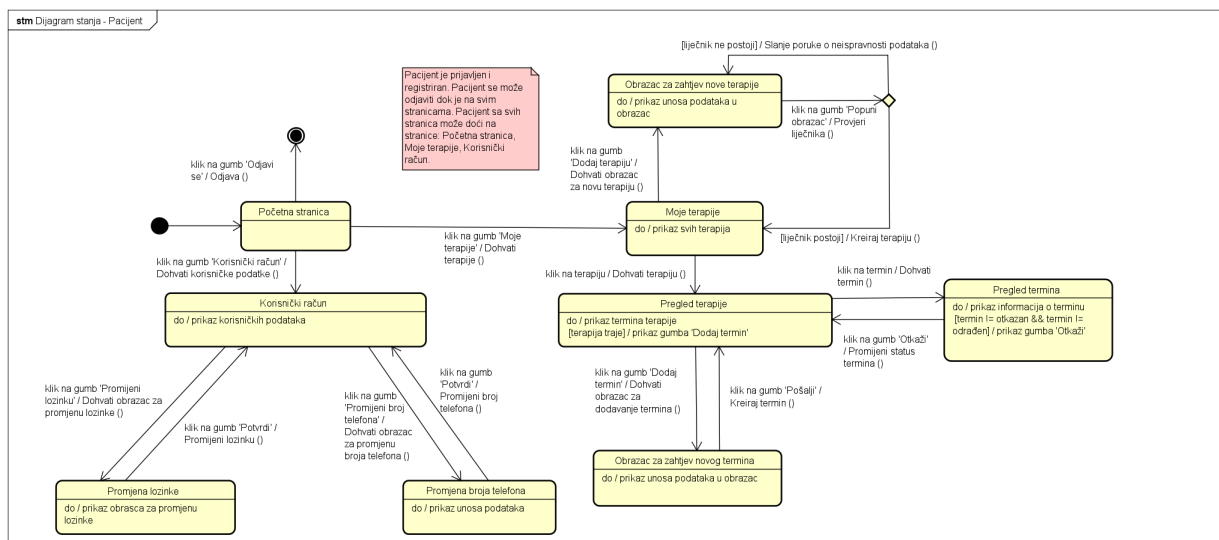 stm Dijagram stanja - Pacijent
[liječnik ne postoji] / Slanje poruke o neispravnosti podataka ()
Pacijent je prijavljen i
registriran. Pacijent se može
odjaviti dok je na svim
stranicama. Pacijent sa svih
stranica može doći na
stranice: Početna stranica,
Moje terapije, Korisnički
račun.
Obrazac za zahtjev nove terapije
do / prikaz unosa podataka u
obrazac
klik na gumb 'Popuni
obrazac' / Provjeri
liječnika ()
klik na gumb 'Odjavi
se' / Odjava ()
klik na gumb
'Dodaj terapiju' /
Dohvati obrazac
za novu terapiju ()
Početna stranica
Moje terapije
do / prikaz svih terapija
klik na gumb 'Moje
terapije' / Dohvati
terapije ()
[liječnik postoji] / Kreiraj terapiju ()
klik na gumb 'Korisnički račun' /
Dohvati korisničke podatke ()
klik na terapiju / Dohvati terapiju ()
klik na termin / Dohvati
termin ()
Korisnički račun
do / prikaz korisničkih podataka
Pregled terapije
do / prikaz termina terapije
[terapija traje] / prikaz gumba 'Dodaj termin'
Pregled termina
do / prikaz informacija o terminu
[termin != otkazan && termin !=
odrađen] / prikaz gumba 'Otkaži'
klik na gumb 'Otkaži'
/ Promijeni status
termina ()
klik na gumb 'Promijeni
lozinku' / Dohvati obrazac za
promjenu lozinke ()
klik na gumb 'Potvrdi' /
Promijeni lozinku ()
klik na gumb
'Promijeni broj
telefona' /
Dohvati obrazac
za promjenu
broja telefona ()
klik na gumb
'Potvrdi' /
Promijeni broj
telefona ()
klik na gumb 'Dodaj
termin' / Dohvati
obrazac za
dodavanje termina ()
klik na gumb 'Pošalji' /
Kreiraj termin ()
Promjena lozinke
do / prikaz obrasca za promjenu
lozinke
Promjena broja telefona
do / prikaz unosa podataka
Obrazac za zahtjev novog termina
do / prikaz unosa podataka u obrazac